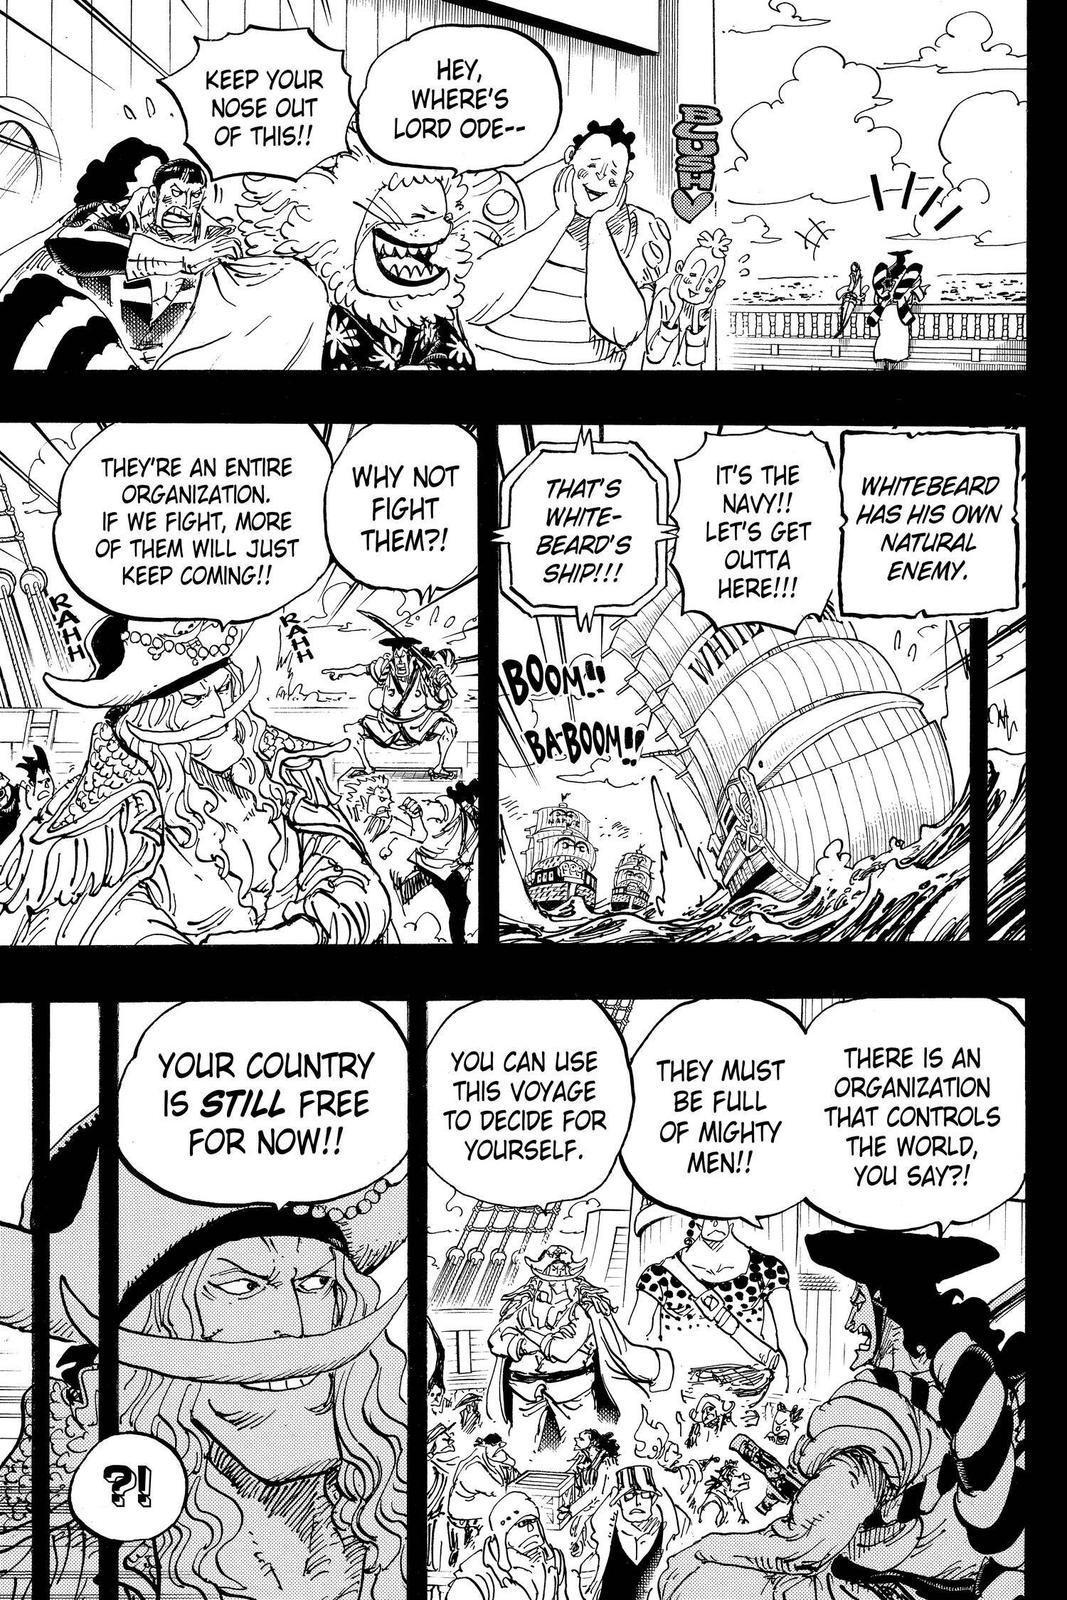 BLUSH
HEY,
WHERE'S
LORD ODE--
KEEP YOUR
NOSE OUT
OF THIS!!
WHITEBEARD
HAS HIS OWN
NATURAL
ENEMY.
IT'S THE
NAVY!!
LET'S GET
OUTTA
HERE!!!
THAT'S
WHITE-
BEARD'S
SHIP!!!
WHITE
BOOM!!
BA-BOOM!!
WHY NOT
FIGHT
THEM?!
THEY'RE AN ENTIRE
ORGANIZATION.
IF WE FIGHT, MORE
OF THEM WILL JUST
KEEP COMING!!
RAHH
RAHH
THERE IS AN
ORGANIZATION
THAT CONTROLS
THE WORLD,
YOU SAY?!
THEY MUST
BE FULL
OF MIGHTY
MEN!!
YOU CAN USE
THIS VOYAGE
TO DECIDE FOR
YOURSELF.
YOUR COUNTRY
IS STILL FREE
FOR NOW!!
?!